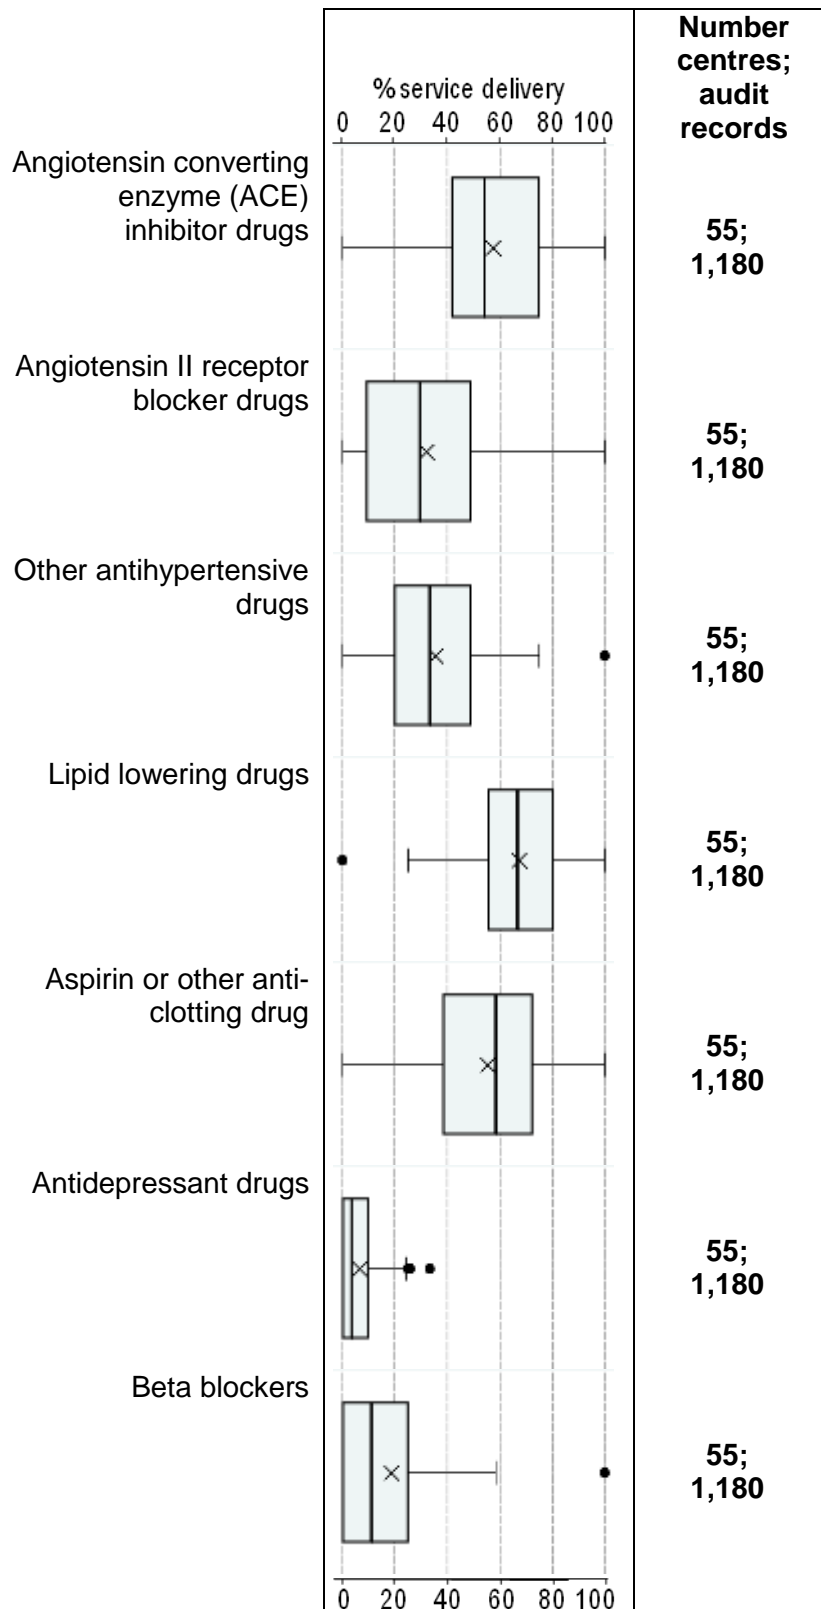 Number
centres;
audit
records
% service delivery
0 20 40 60 80 100
Angiotensin converting
enzyme (ACE)
inhibitor drugs
55;
1,180
Angiotensin II receptor
blocker drugs
55;
1,180
Other antihypertensive
drugs
55;
1,180
Lipid lowering drugs
55;
1,180
Aspirin or other anti-
clotting drug
55;
1,180
Antidepressant drugs
55;
1,180
Beta blockers
55;
1,180
0 20 40 60 80 100